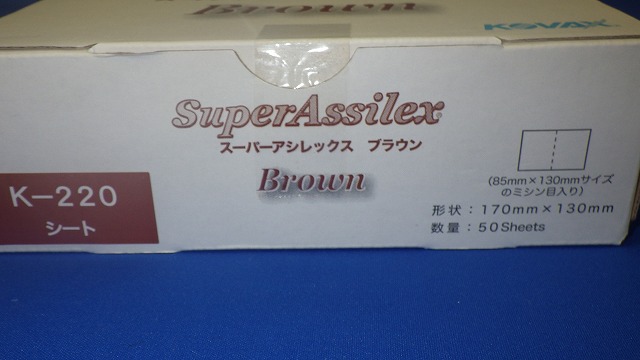 Brown
KOVAX
SuperAssilex®
スーパーアシレックス ブラウン
Brown
K-220
シート
(85mm×130mmサイズ
のミシン目入り)
形状：170mm×130mm
数量：50Sheets